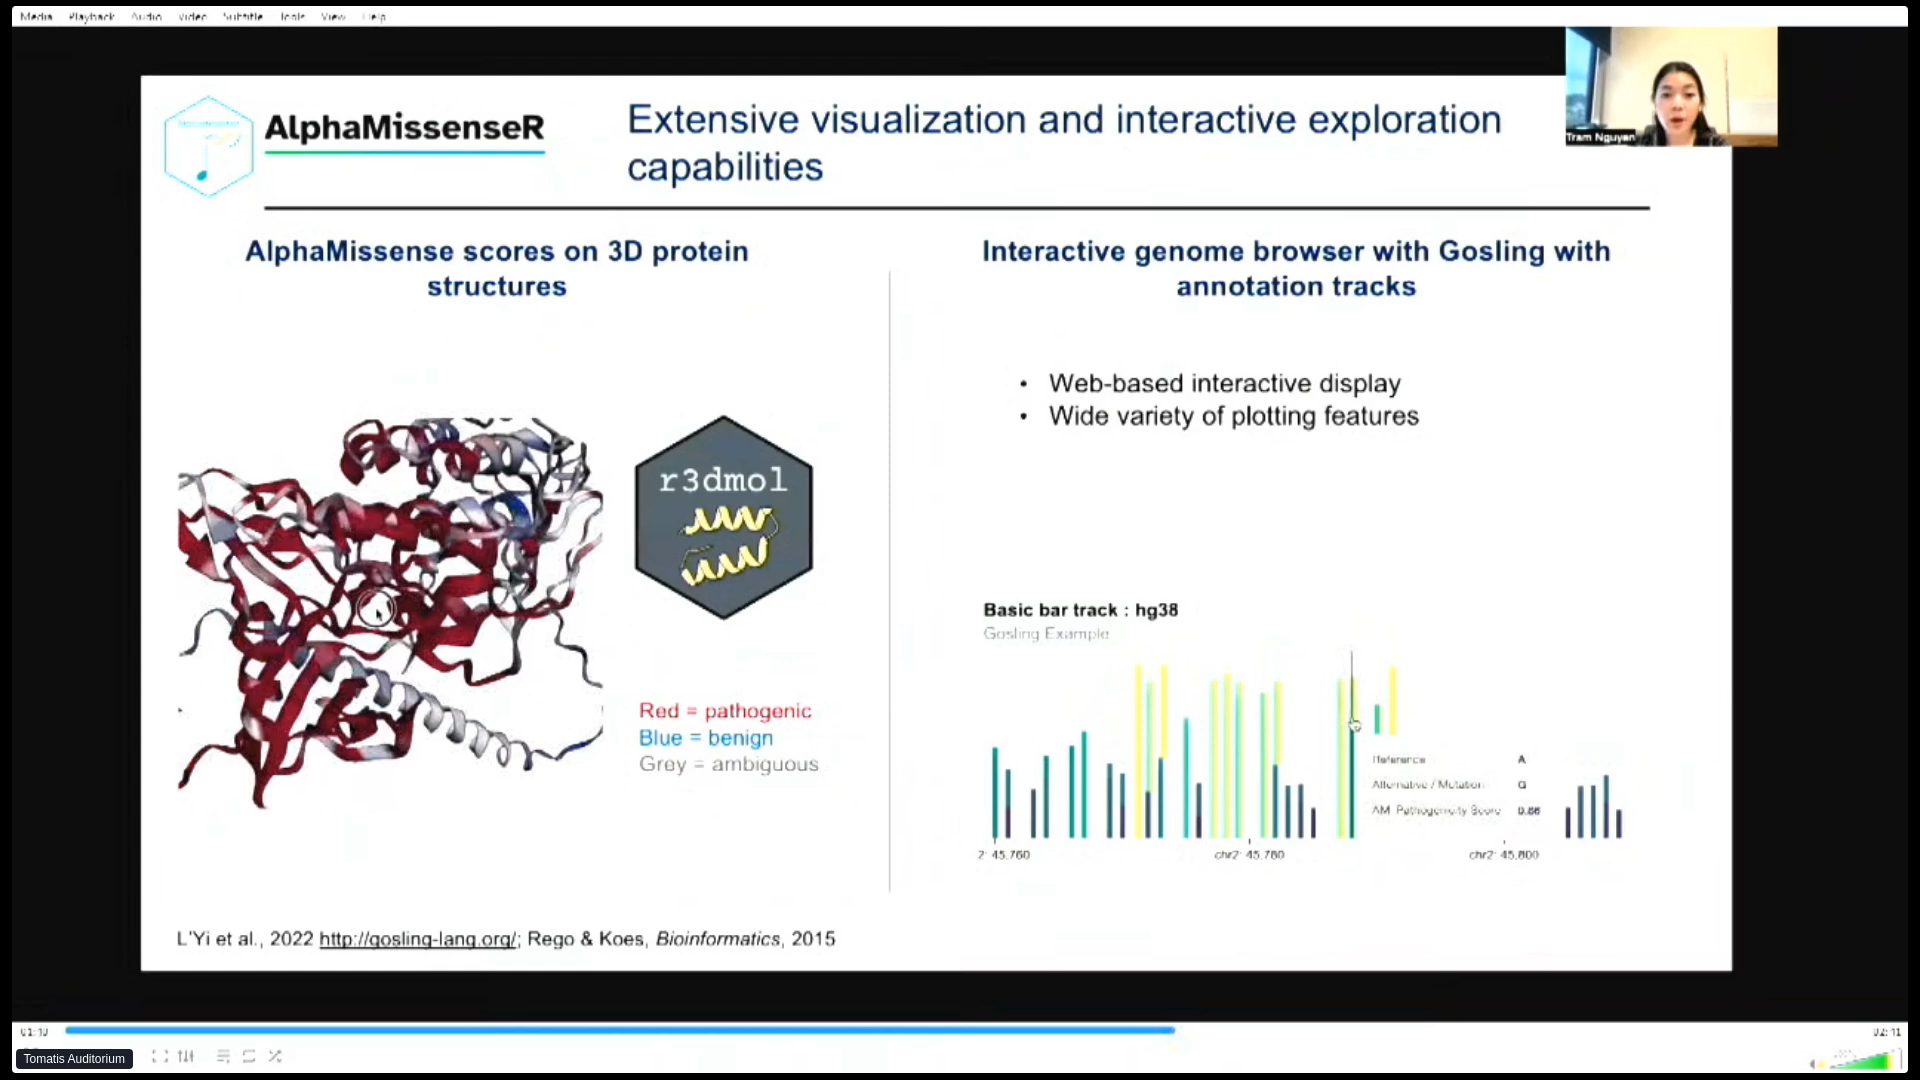 Media Playback Audio Video Subtitle Tools View Help
Tram Nguyen
AlphaMissenseR
Extensive visualization and interactive exploration
capabilities
AlphaMissense scores on 3D protein
structures
r3dmol
Red = pathogenic
Blue = benign
Grey = ambiguous
Interactive genome browser with Gosling with
annotation tracks
• Web-based interactive display
• Wide variety of plotting features
Basic bar track : hg38
Gosling Example
Reference A
Alternative / Mutation G
AM Pathogenicity Score 0.86
2: 45,760 chr2: 45,780 chr2: 45,800
L'Yi et al., 2022 http://gosling-lang.org/; Rego & Koes, Bioinformatics, 2015
Tomatis Auditorium